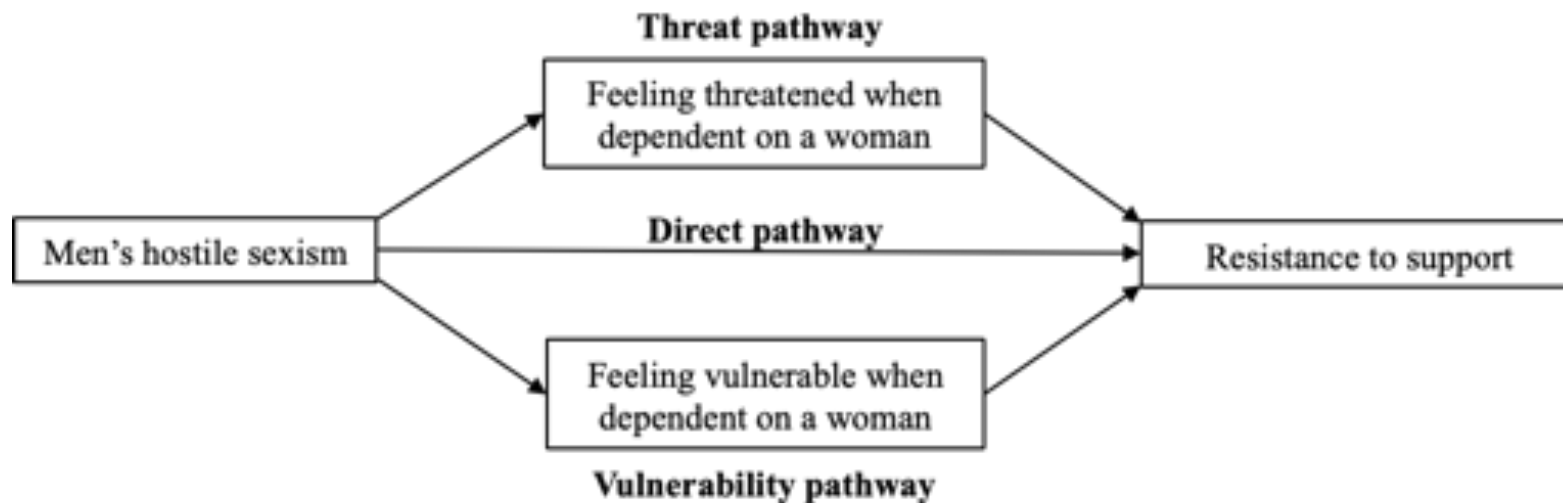 Threat pathway
Feeling threatened when
dependent on a woman
Direct pathway
Men's hostile sexism
Resistance to support
Feeling vulnerable when
dependent on a woman
Vulnerability pathway